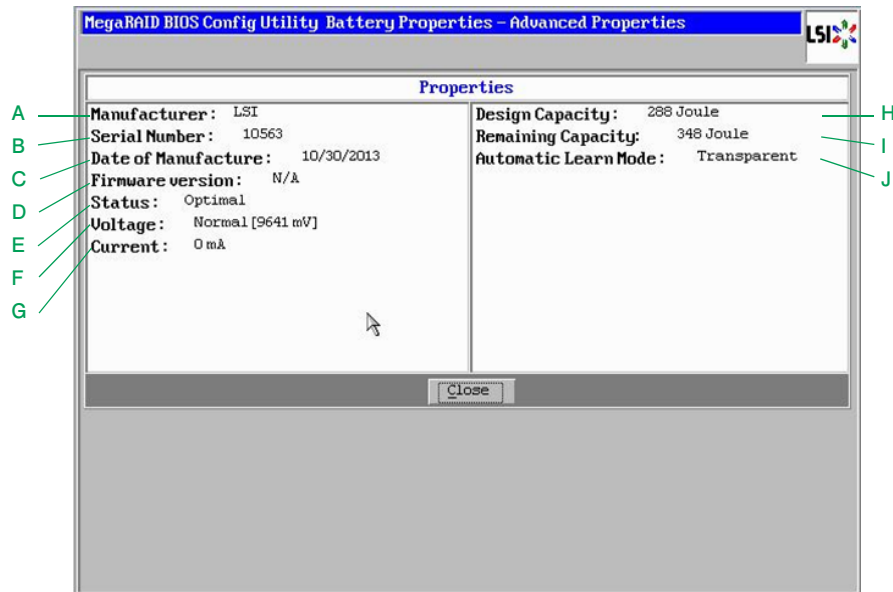 MegaRAID BIOS Config Utility Battery Properties - Advanced Properties
LSI
Properties
A Manufacturer: LSI
B Serial Number: 10563
C Date of Manufacture: 10/30/2013
D Firmware version: N/A
E Status: Optimal
F Voltage: Normal [9641 mV]
G Current: 0 mA
Design Capacity: 288 Joule H
Remaining Capacity: 348 Joule I
Automatic Learn Mode: Transparent J
Close